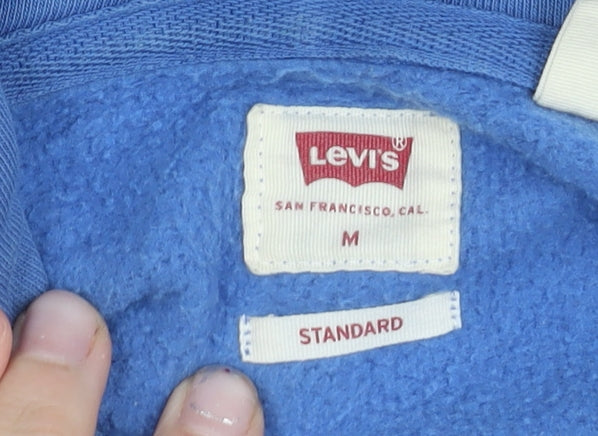 Levi's®
SAN FRANCISCO, CAL.
M
STANDARD